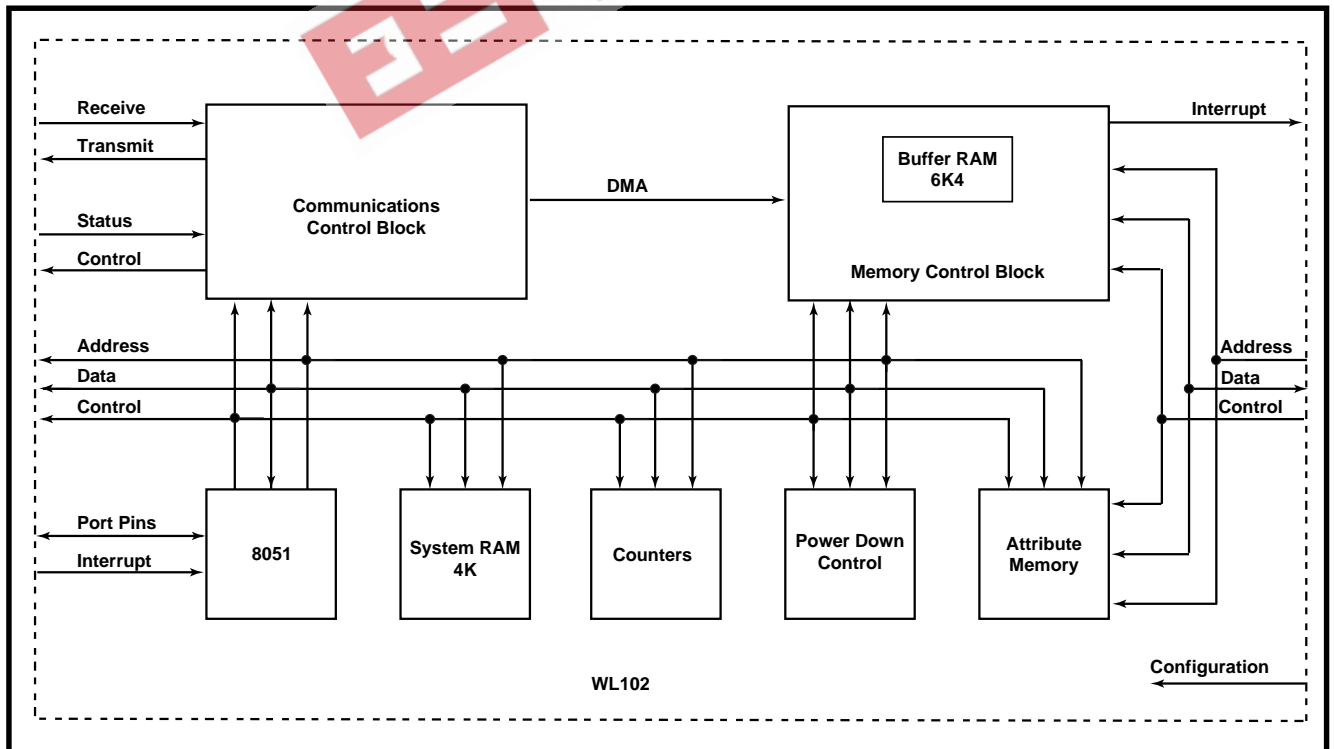 Receive
Transmit
Status
Control
Communications
Control Block
DMA
Buffer RAM
6K4
Memory Control Block
Interrupt
Address
Data
Control
Address
Data
Control
Port Pins
Interrupt
8051
System RAM
4K
Counters
Power Down
Control
Attribute
Memory
Configuration
WL102